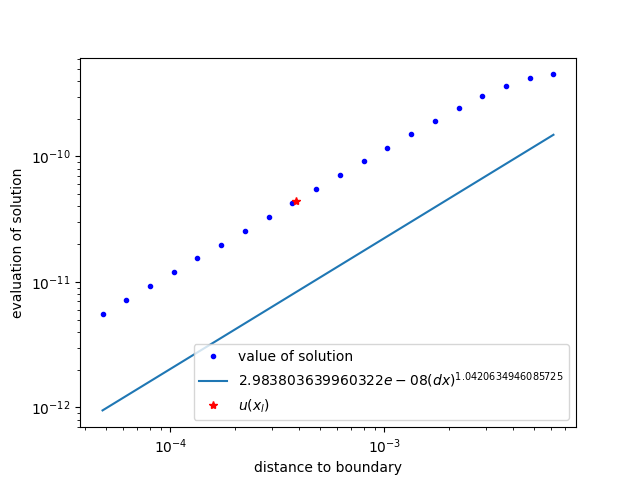 evaluation of solution
10⁻¹⁰
10⁻¹¹
10⁻¹²
value of solution
2.983803639960322e − 08(dx)^1.0420634946085725
u(x_l)
10⁻⁴
10⁻³
distance to boundary